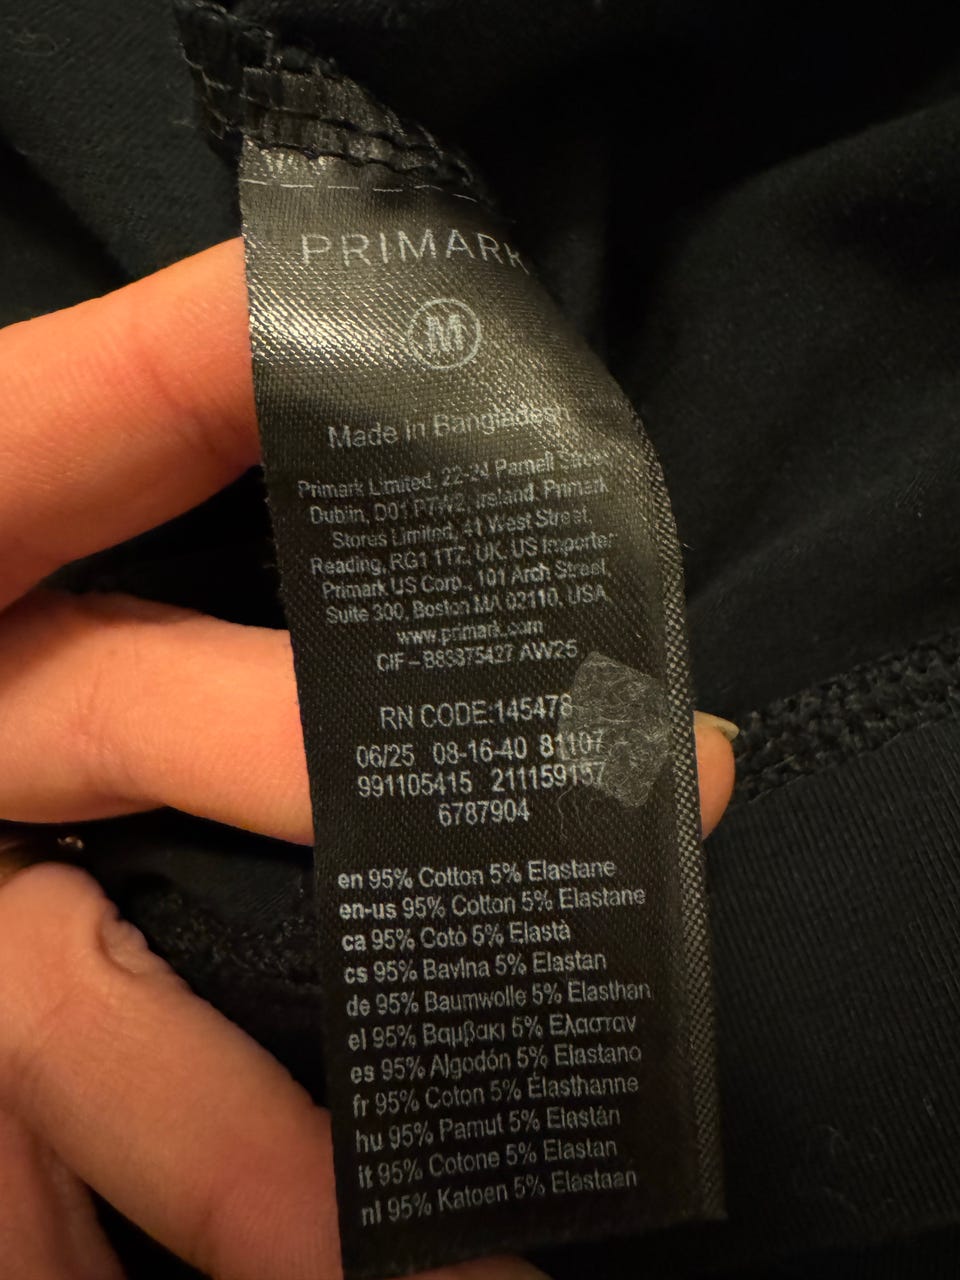 PRIMARK
M
Made in Bangladesh
Primark Limited, 22-24 Parnell Street
Dublin, D01 P7W2, Ireland, Primark
Stores Limited, 41 West Street,
Reading, RG1 1TZ, UK, US Importer
Primark US Corp., 101 Arch Street,
Suite 300, Boston MA 02110, USA
www.primark.com
CIF – B83875427 AW25
RN CODE:145478
06/25 08-16-40 81107
991105415 211159157
6787904
en 95% Cotton 5% Elastane
en-us 95% Cotton 5% Elastane
ca 95% Cotó 5% Elastà
cs 95% Bavlna 5% Elastan
de 95% Baumwolle 5% Elasthan
el 95% Βαμβακι 5% Ελασταν
es 95% Algodón 5% Elastano
fr 95% Coton 5% Élasthanne
hu 95% Pamut 5% Elastán
it 95% Cotone 5% Elastan
nl 95% Katoen 5% Elastaan